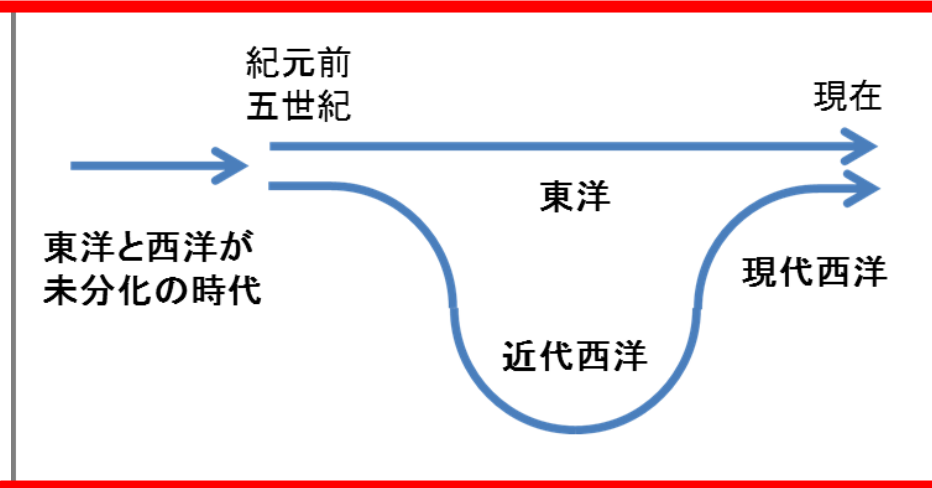 紀元前
五世紀
現在
東洋
東洋と西洋が
未分化の時代
現代西洋
近代西洋